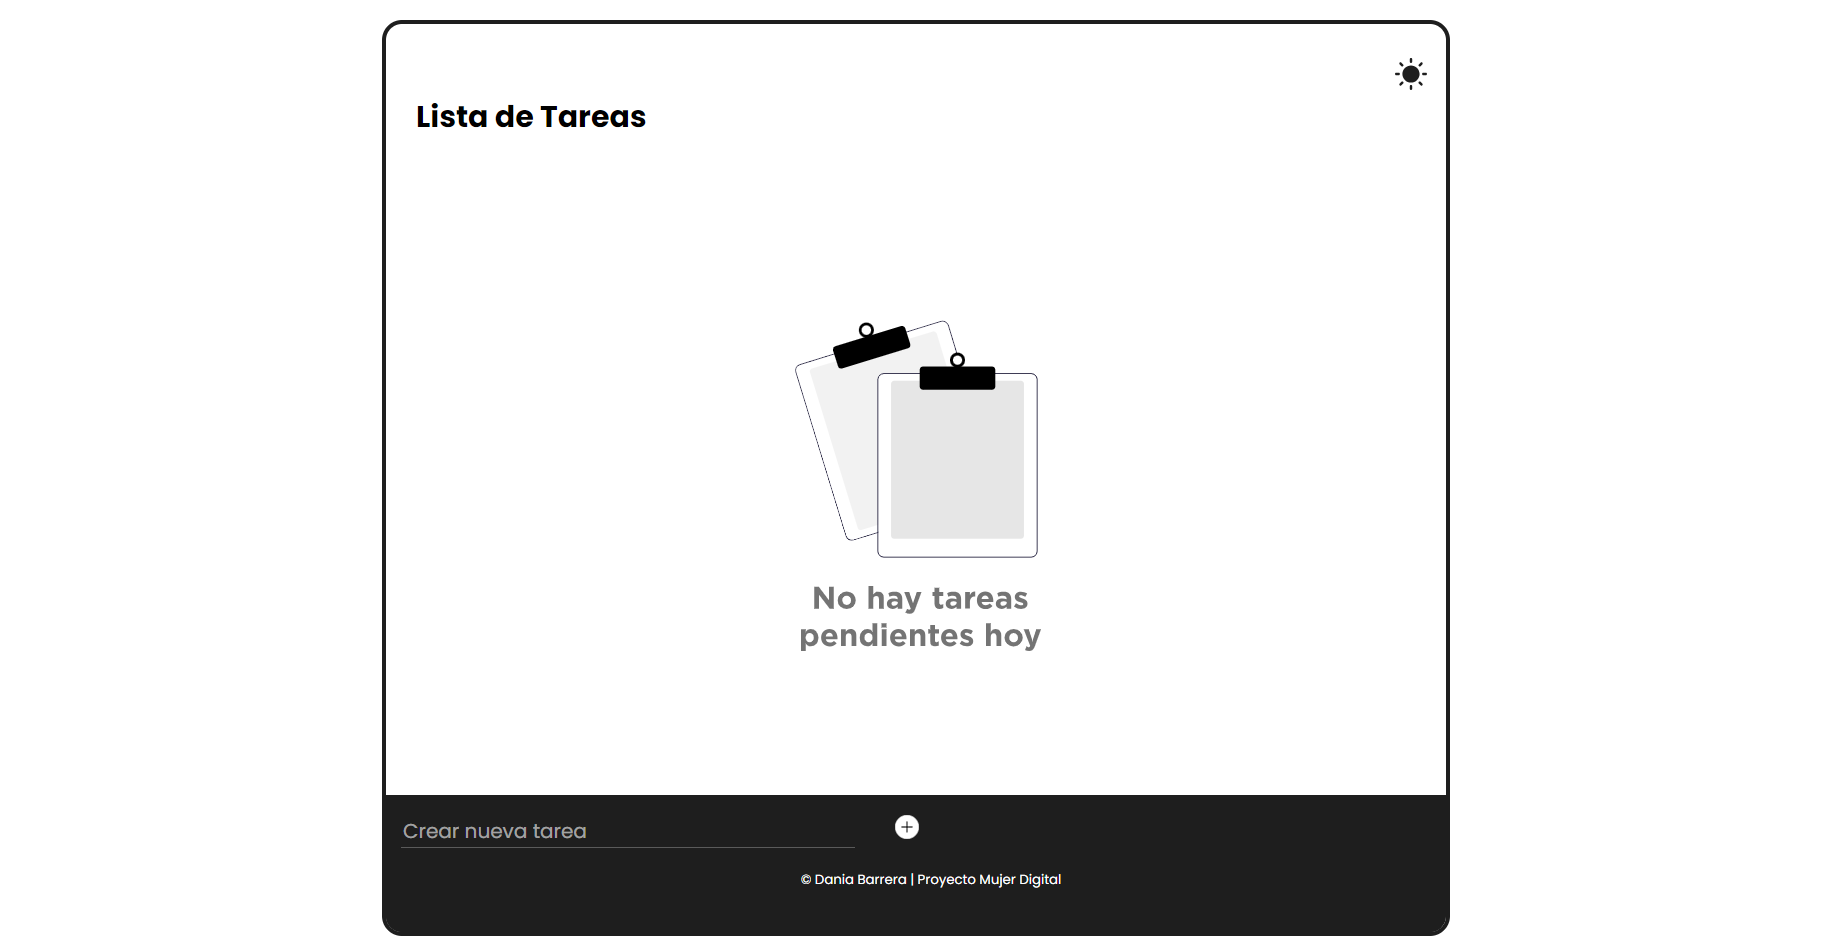 Lista de Tareas
No hay tareas
pendientes hoy
Crear nueva tarea
© Dania Barrera | Proyecto Mujer Digital